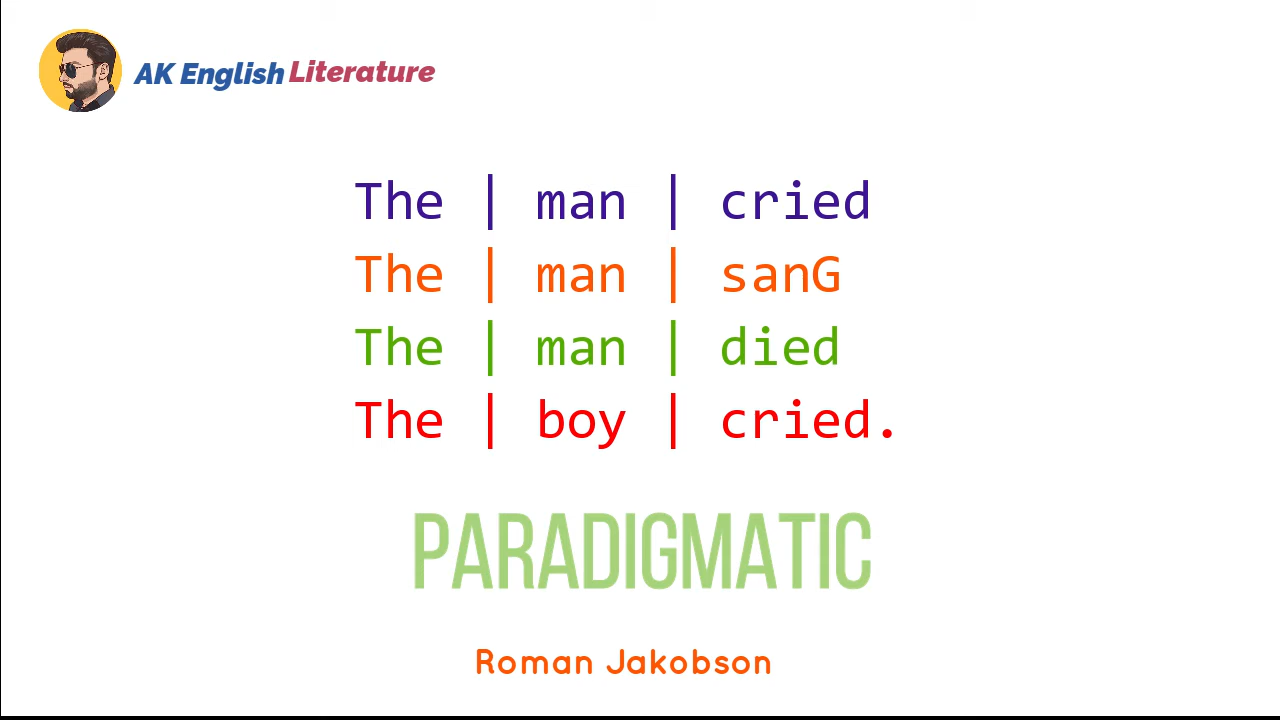 AK English Literature
The | man | cried
The | man | sanG
The | man | died
The | boy | cried.
PARADIGMATIC
Roman Jakobson